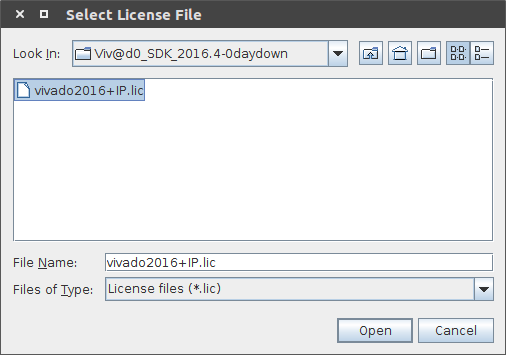 Select License File
Look In: Viv@d0_SDK_2016.4-0daydown
vivado2016+IP.lic
File Name: vivado2016+IP.lic
Files of Type: License files (*.lic)
Open Cancel